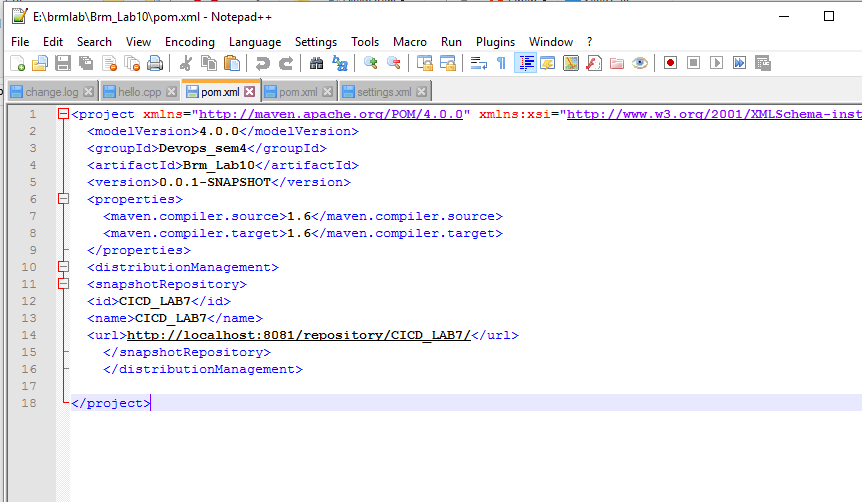 E:\brmlab\Brm_Lab10\pom.xml - Notepad++
File Edit Search View Encoding Language Settings Tools Macro Run Plugins Window ?
change.log hello.cpp pom.xml pom.xml settings.xml
1 <project xmlns="http://maven.apache.org/POM/4.0.0" xmlns:xsi="http://www.w3.org/2001/XMLSchema-inst
2 <modelVersion>4.0.0</modelVersion>
3 <groupId>Devops_sem4</groupId>
4 <artifactId>Brm_Lab10</artifactId>
5 <version>0.0.1-SNAPSHOT</version>
6 <properties>
7 <maven.compiler.source>1.6</maven.compiler.source>
8 <maven.compiler.target>1.6</maven.compiler.target>
9 </properties>
10 <distributionManagement>
11 <snapshotRepository>
12 <id>CICD_LAB7</id>
13 <name>CICD_LAB7</name>
14 <url>http://localhost:8081/repository/CICD_LAB7/</url>
15 </snapshotRepository>
16 </distributionManagement>
17
18 </project>